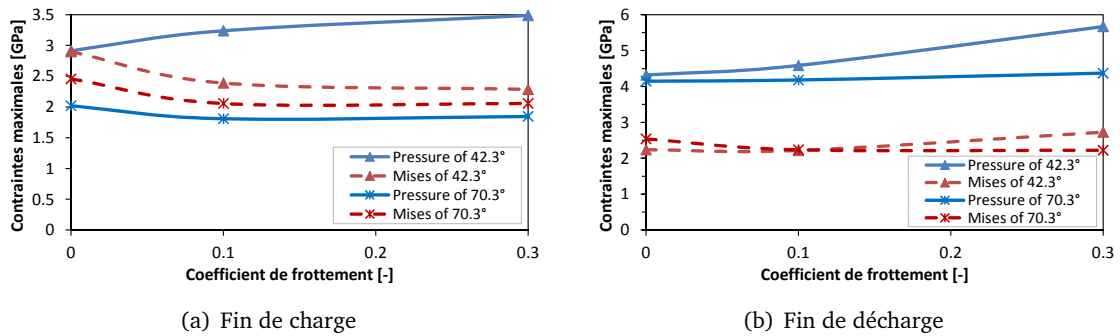 Contraintes maximales [GPa]
3.5
3
2.5
2
1.5
1
0.5
0
Pressure of 42.3°
Mises of 42.3°
Pressure of 70.3°
Mises of 70.3°
0
0.1
0.2
0.3
Coefficient de frottement [-]
(a) Fin de charge
Contraintes maximales [GPa]
6
5
4
3
2
1
0
Pressure of 42.3°
Mises of 42.3°
Pressure of 70.3°
Mises of 70.3°
0
0.1
0.2
0.3
Coefficient de frottement [-]
(b) Fin de décharge